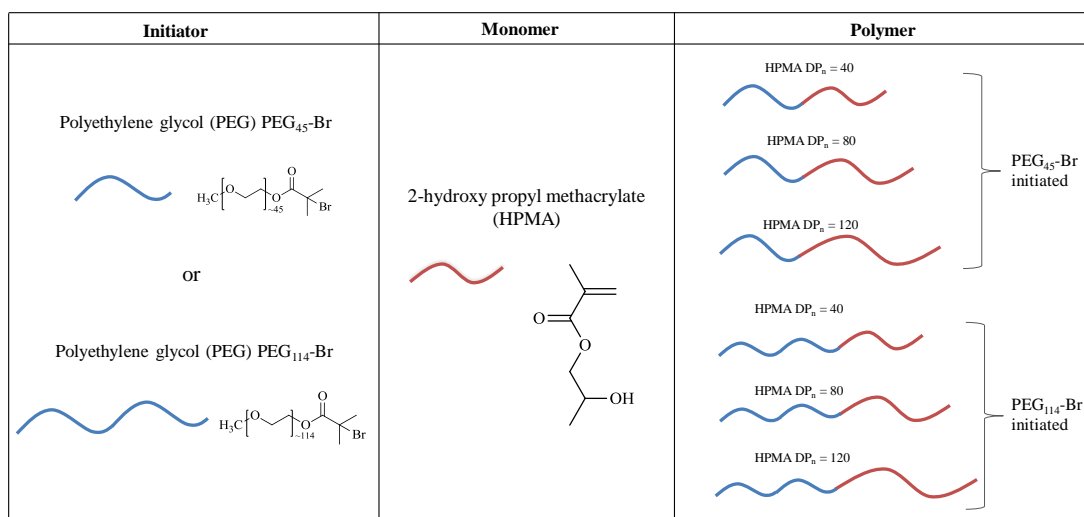 Initiator
Monomer
Polymer
Polyethylene glycol (PEG) PEG45-Br
H3C
O
~45
O
O
Br
or
Polyethylene glycol (PEG) PEG114-Br
H3C
O
~114
O
O
Br
2-hydroxy propyl methacrylate
(HPMA)
O
O
OH
HPMA DPn = 40
HPMA DPn = 80
HPMA DPn = 120
PEG45-Br
initiated
HPMA DPn = 40
HPMA DPn = 80
HPMA DPn = 120
PEG114-Br
initiated